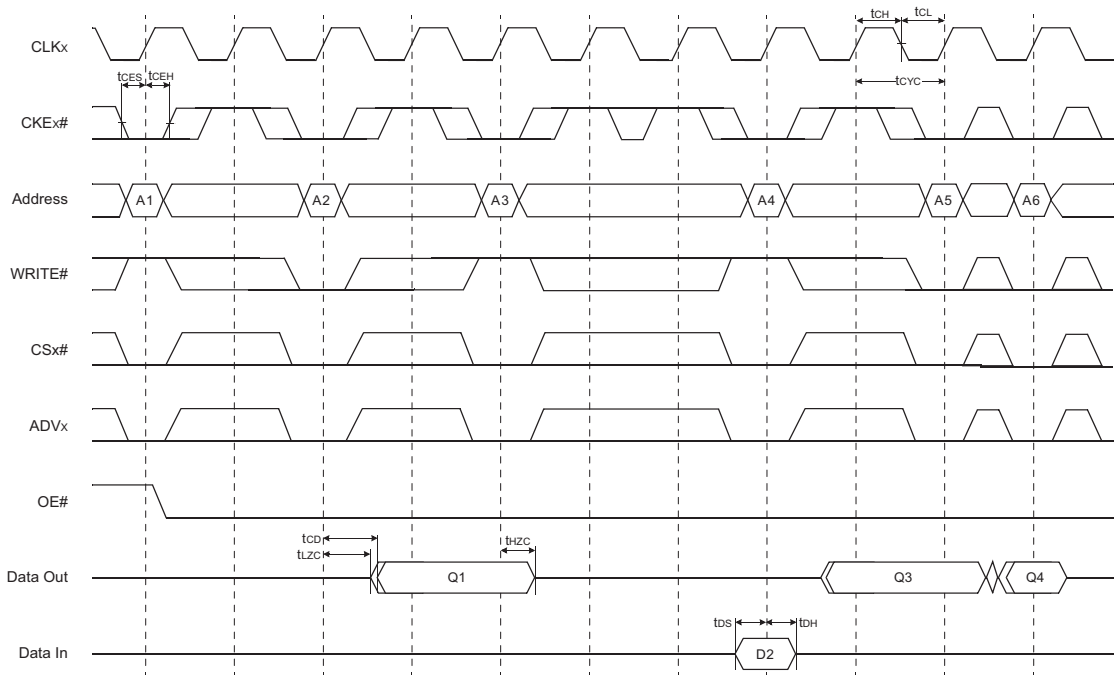 tCH
tCL
CLKx
tCES
tCEH
tCYC
CKEx#
Address
A1
A2
A3
A4
A5
A6
WRITE#
CSx#
ADVx
OE#
tCD
tLZC
tHZC
Data Out
Q1
Q3
Q4
tDS
tDH
Data In
D2